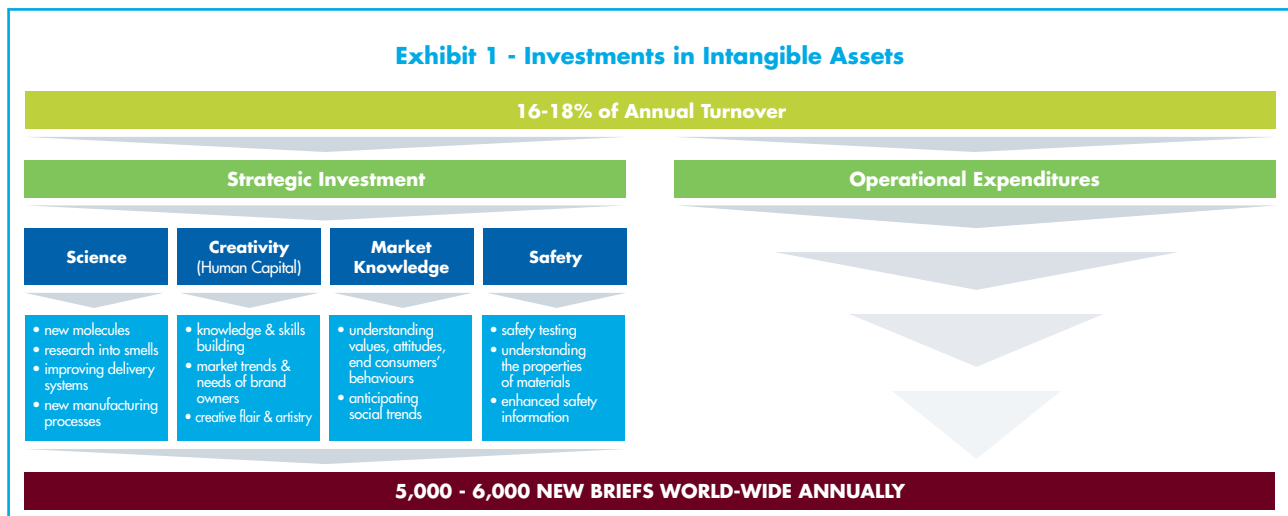 Exhibit 1 - Investments in Intangible Assets
16-18% of Annual Turnover
Strategic Investment
Operational Expenditures
Science
Creativity
(Human Capital)
Market
Knowledge
Safety
• new molecules
• research into smells
• improving delivery
systems
• new manufacturing
processes
• knowledge & skills
building
• market trends &
needs of brand
owners
• creative flair & artistry
• understanding
values, attitudes,
end consumers'
behaviours
• anticipating
social trends
• safety testing
• understanding
the properties
of materials
• enhanced safety
information
5,000 - 6,000 NEW BRIEFS WORLD-WIDE ANNUALLY